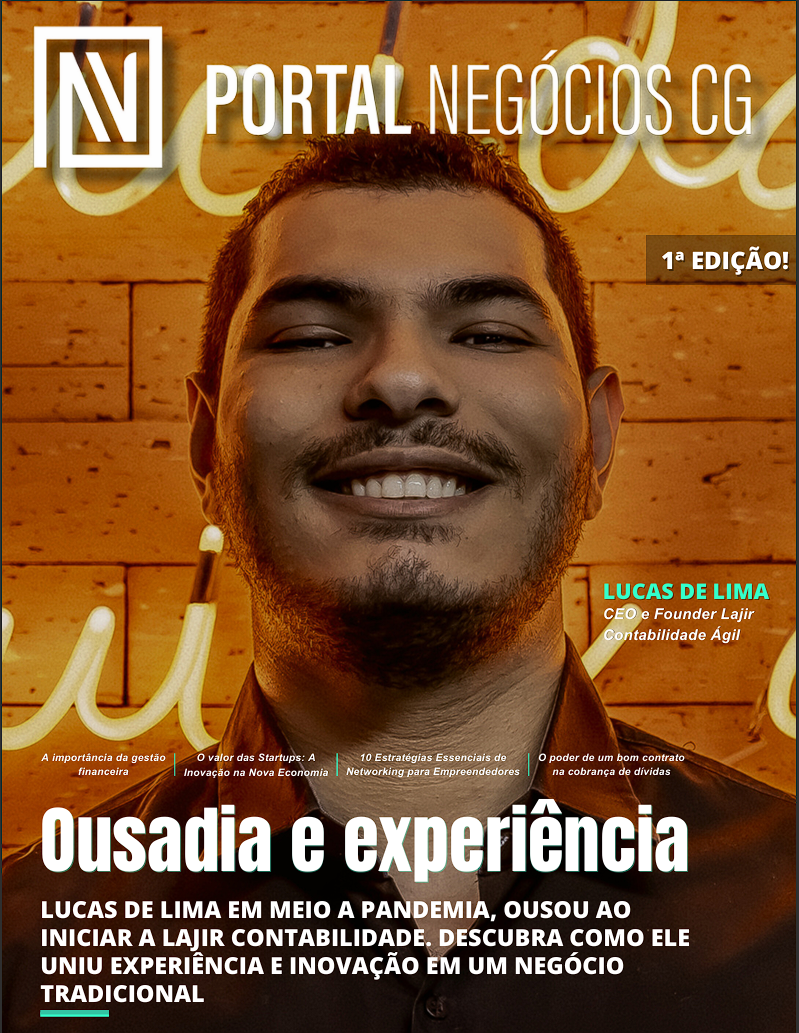 N
PORTAL NEGÓCIOS CG
1ª EDIÇÃO!
LUCAS DE LIMA
CEO e Founder Lajir
Contabilidade Ágil
A importância da gestão
financeira
O valor das Startups: A
Inovação na Nova Economia
10 Estratégias Essenciais de
Networking para Empreendedores
O poder de um bom contrato
na cobrança de dívidas
Ousadia e experiência
LUCAS DE LIMA EM MEIO A PANDEMIA, OUSOU AO
INICIAR A LAJIR CONTABILIDADE. DESCUBRA COMO ELE
UNIU EXPERIÊNCIA E INOVAÇÃO EM UM NEGÓCIO
TRADICIONAL